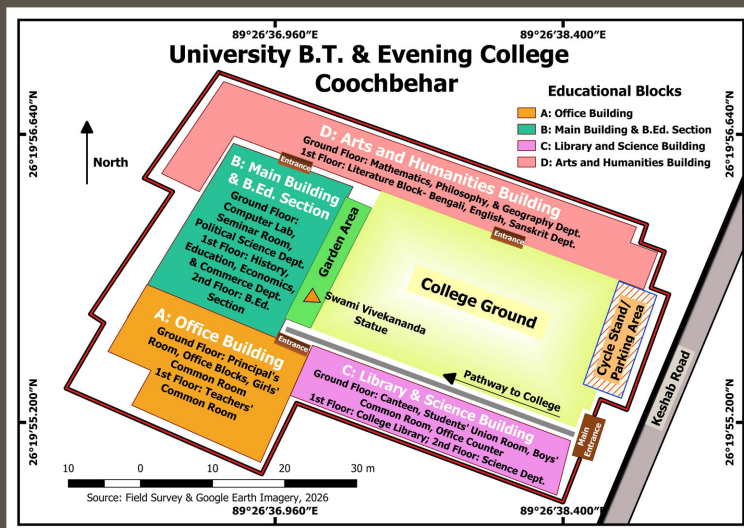 89°26′36.960″E
89°26′38.400″E
University B.T. & Evening College
Coochbehar
Educational Blocks
A: Office Building
B: Main Building & B.Ed. Section
C: Library and Science Building
D: Arts and Humanities Building
26°19′56.640″N
26°19′56.640″N
North
D: Arts and Humanities Building
Ground Floor: Mathematics, Philosophy, & Geography Dept.
1st Floor: Literature Block- Bengal, English, Sanskrit Dept.
Entrance
Entrance
B: Main Building
& B.Ed. Section
Ground Floor:
Computer Lab,
Seminar Room,
Political Science Dept.
1st Floor: History,
Education, Economics,
& Commerce Dept.
2nd Floor: B.Ed.
Section
Garden Area
Swami Vivekananda
Statue
College Ground
Cycle Stand/
Parking Area
Keshab Road
A: Office Building
Ground Floor: Principal's
Room, Office Blocks, Girls'
Common Room
1st Floor: Teachers'
Common Room
Entrance
Pathway to College
C: Library & Science Building
Ground Floor: Canteen, Students' Union Room, Boys'
Common Room, Office Counter
1st Floor: College Library; 2nd Floor: Science Dept.
Main
Entrance
26°19′55.200″N
26°19′55.200″N
10 0 10 20 30 m
Source: Field Survey & Google Earth Imagery, 2026
89°26′36.960″E
89°26′38.400″E